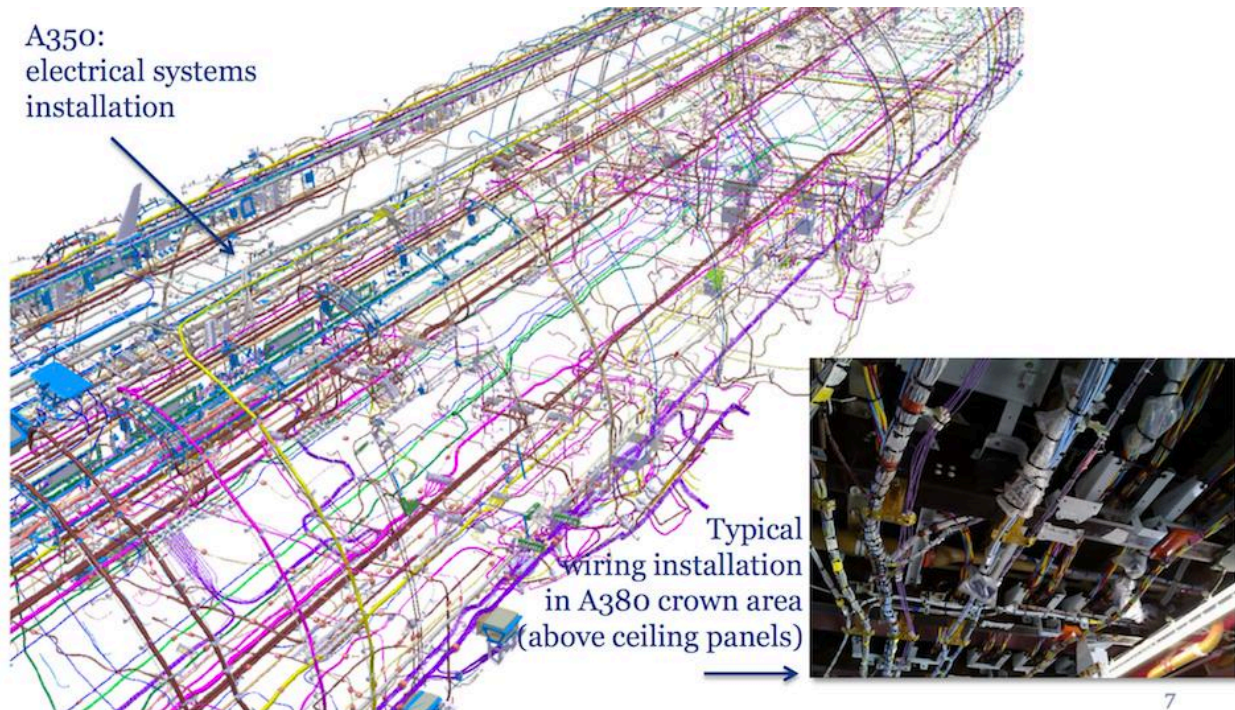 A350:
electrical systems
installation
Typical
wiring installation
in A380 crown area
(above ceiling panels)
7